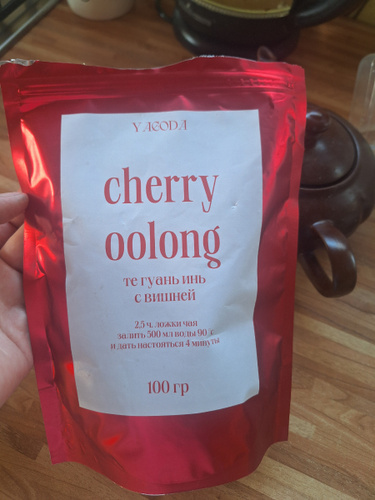 YAGODA
cherry
oolong
те гуань инь
с вишней
2,5 ч. ложки чая
залить 500 мл воды 90°с
и дать настояться 4 минуты
100 гр